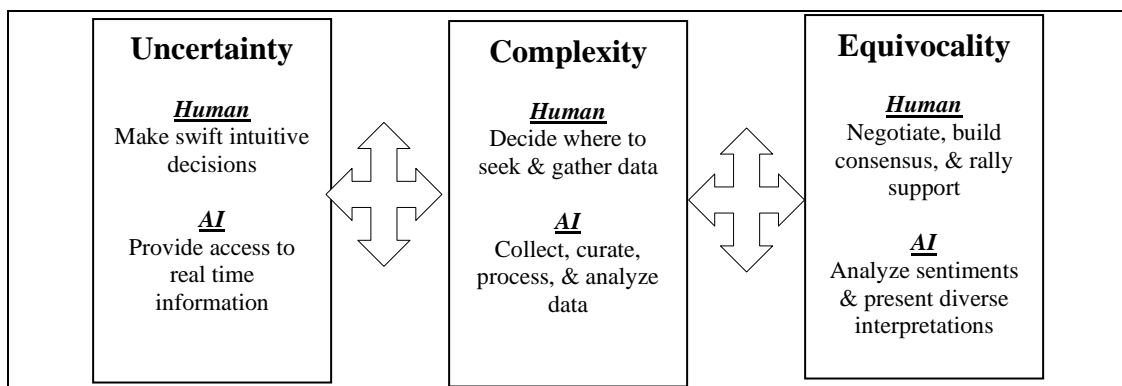 Uncertainty
Human
Make swift intuitive
decisions
AI
Provide access to
real time
information
Complexity
Human
Decide where to
seek & gather data
AI
Collect, curate,
process, & analyze
data
Equivocality
Human
Negotiate, build
consensus, & rally
support
AI
Analyze sentiments
& present diverse
interpretations